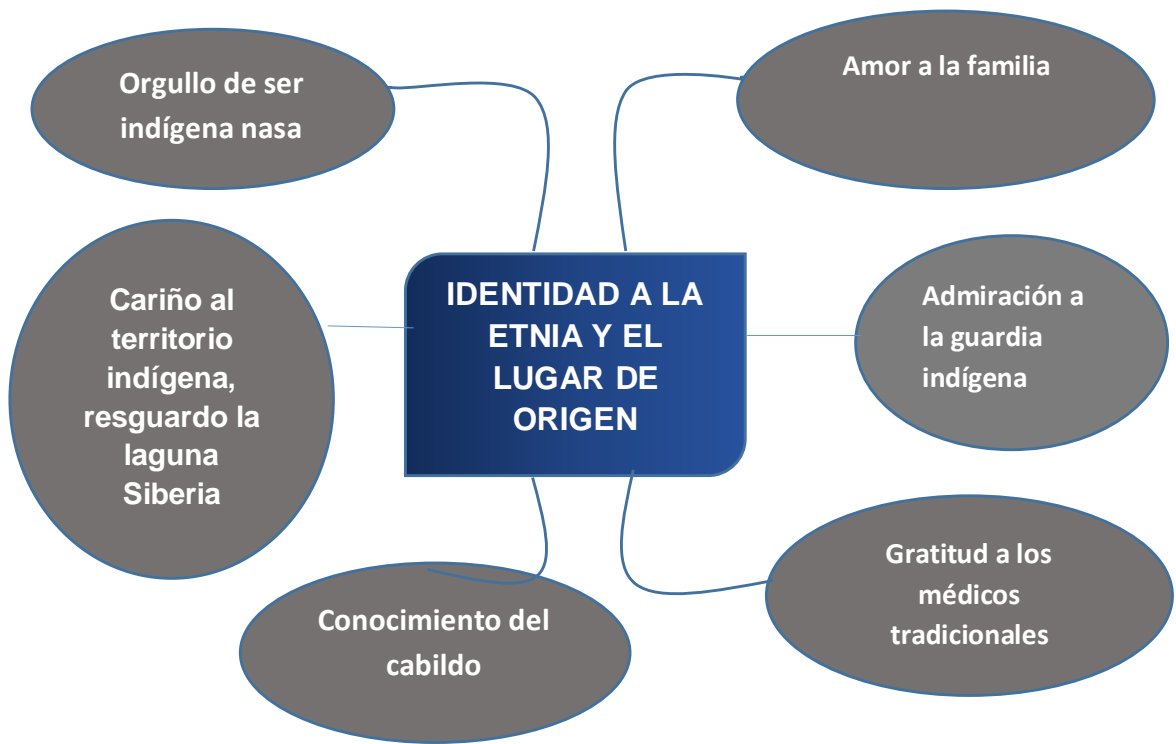 Orgullo de ser
indígena nasa
Amor a la familia
Cariño al
territorio
indígena,
resguardo la
laguna
Siberia
IDENTIDAD A LA
ETNIA Y EL
LUGAR DE
ORIGEN
Admiración a
la guardia
indígena
Conocimiento del
cabildo
Gratitud a los
médicos
tradicionales